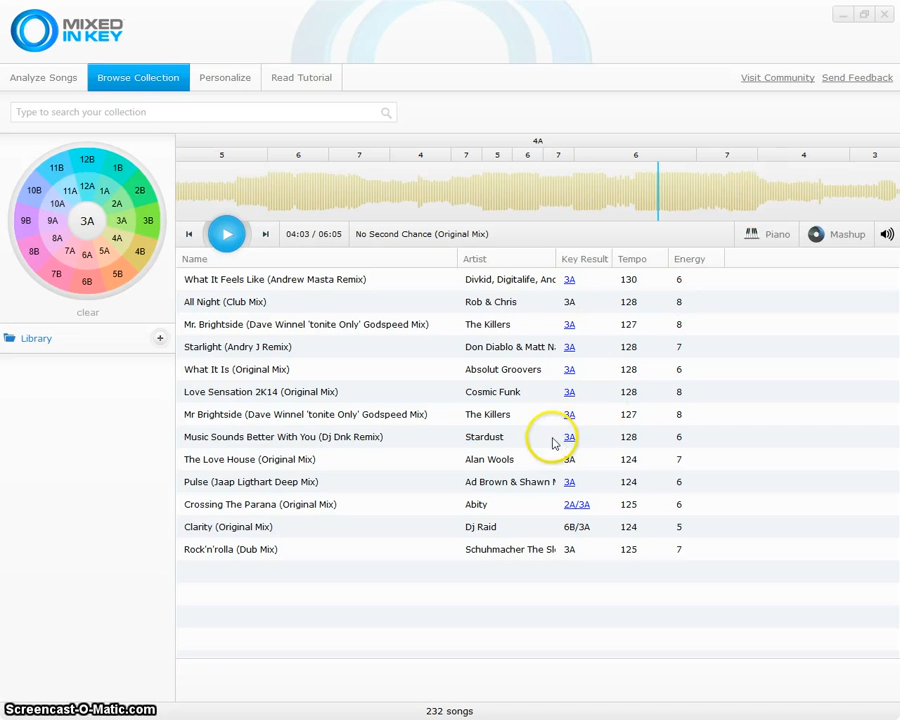 MIXED
IN KEY
Analyze Songs Browse Collection Personalize Read Tutorial Visit Community Send Feedback
Type to search your collection
4A
5 6 7 4 7 5 6 7 6 7 4 3
12B
11B 1B
12A
11A 1A
10B 2B
10A 2A
9B 9A 3A 3A 3B
8A 4A
8B 4B
7A 5A
6A
7B 5B
6B
clear
Library
04:03 / 06:05 No Second Chance (Original Mix) Piano Mashup
Name Artist Key Result Tempo Energy
What It Feels Like (Andrew Masta Remix) Divkid, Digitalife, Anc 3A 130 6
All Night (Club Mix) Rob & Chris 3A 128 8
Mr. Brightside (Dave Winnel 'tonite Only' Godspeed Mix) The Killers 3A 127 8
Starlight (Andry J Remix) Don Diablo & Matt Na 3A 128 7
What It Is (Original Mix) Absolut Groovers 3A 128 6
Love Sensation 2K14 (Original Mix) Cosmic Funk 3A 128 8
Mr Brightside (Dave Winnel 'tonite Only' Godspeed Mix) The Killers 3A 127 8
Music Sounds Better With You (Dj Dnk Remix) Stardust 3A 128 6
The Love House (Original Mix) Alan Wools 3A 124 7
Pulse (Jaap Ligthart Deep Mix) Ad Brown & Shawn M 3A 124 6
Crossing The Parana (Original Mix) Abity 2A/3A 125 6
Clarity (Original Mix) Dj Raid 6B/3A 124 5
Rock'n'rolla (Dub Mix) Schuhmacher The Sle 3A 125 7
Screencast-O-Matic.com
232 songs